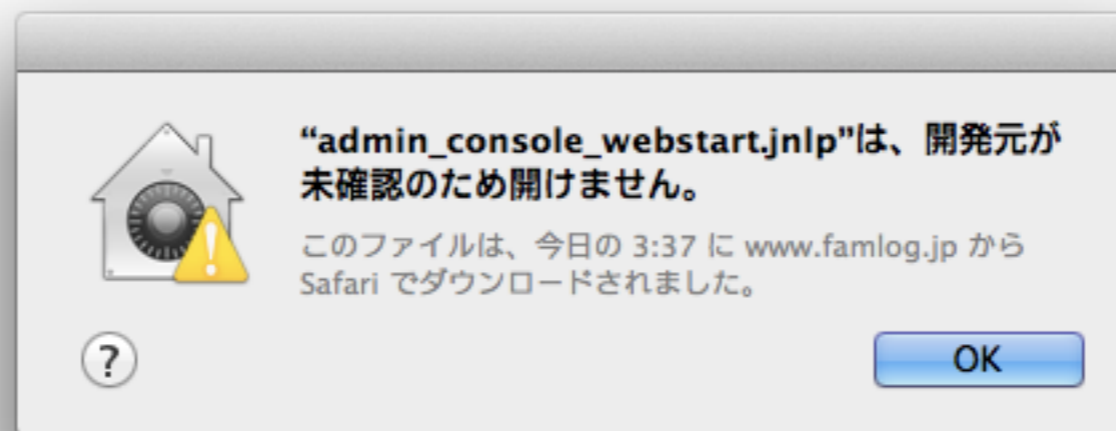 “admin_console_webstart.jnlp”は、開発元が
未確認のため開けません。
このファイルは、今日の 3:37 に www.famlog.jp から
Safari でダウンロードされました。
?
OK